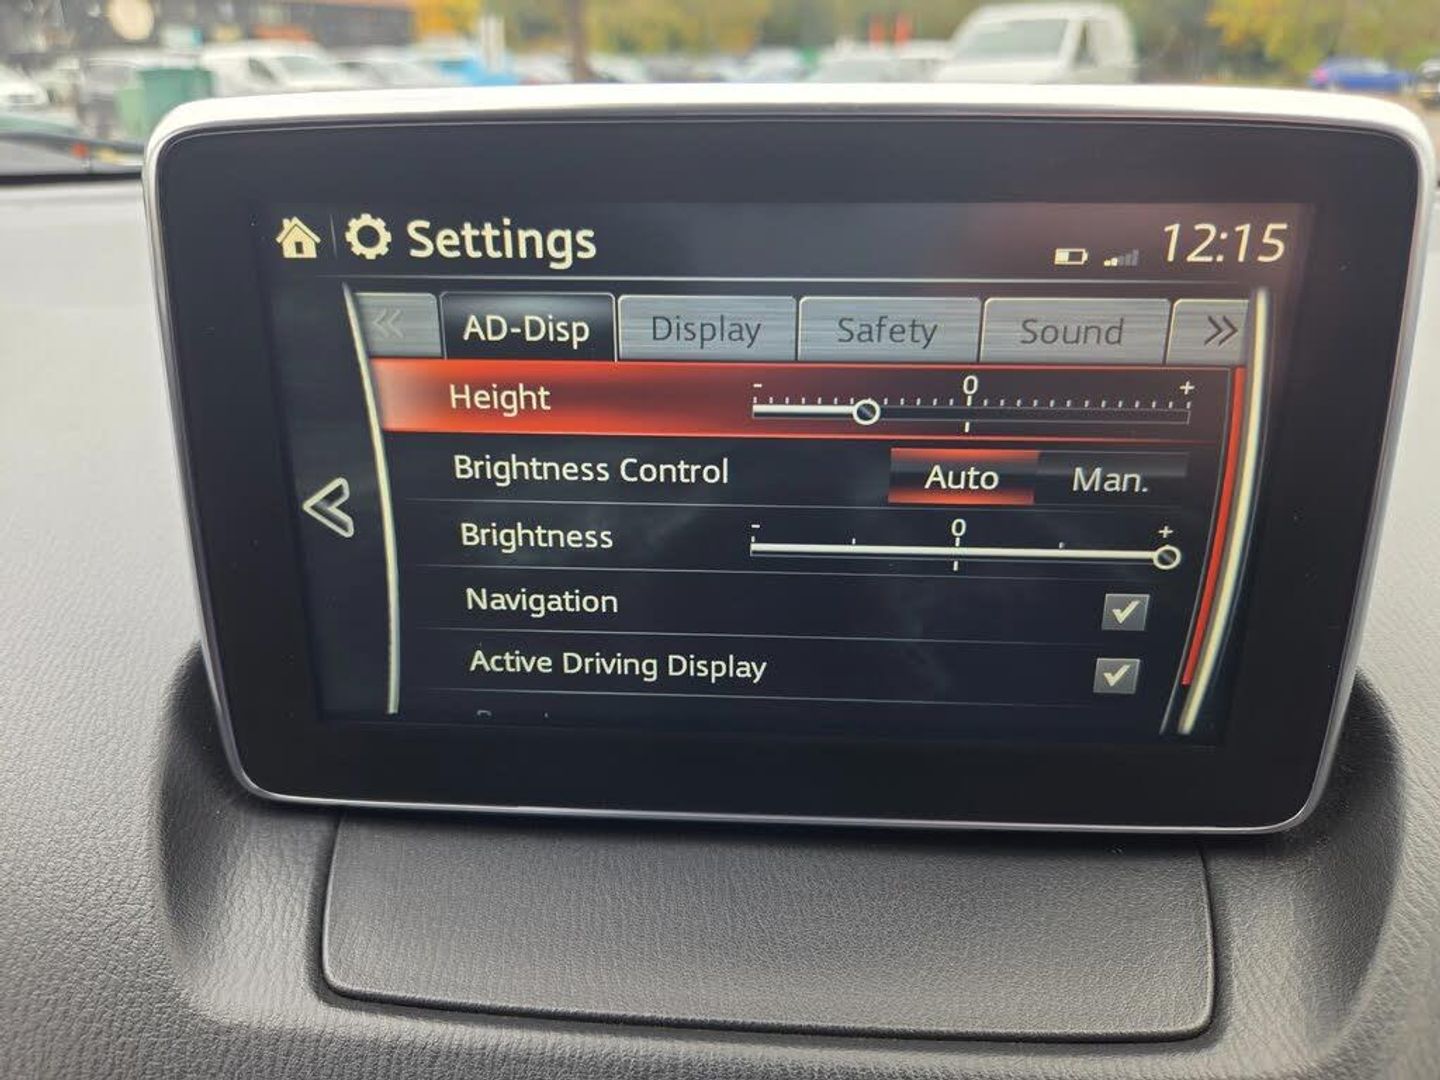 Settings 12:15
AD-Disp Display Safety Sound
Height - 0 +
Brightness Control Auto Man.
Brightness - 0 +
Navigation
Active Driving Display